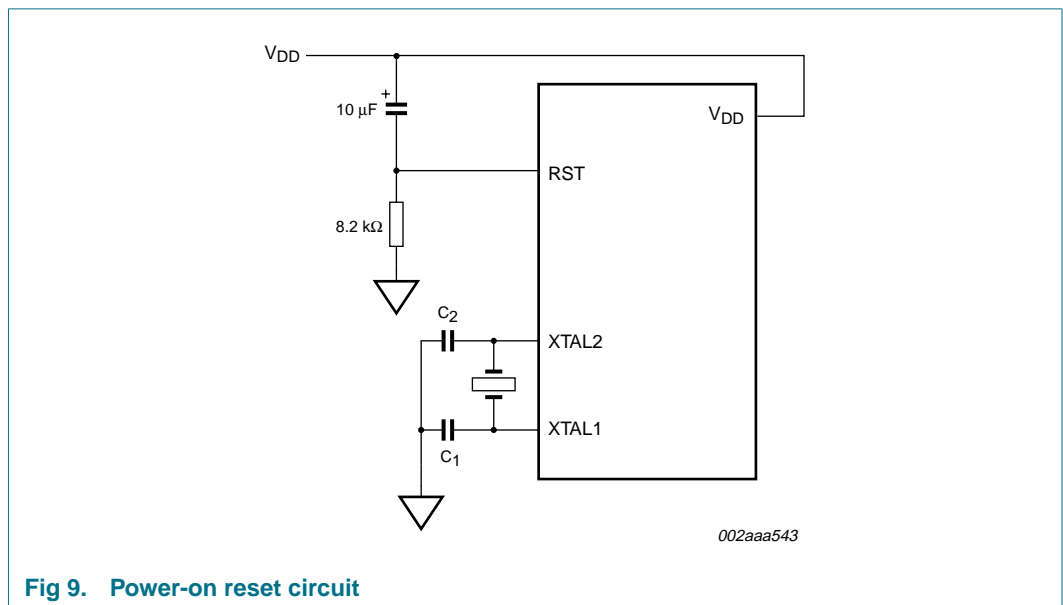 VDD
+
10 μF
VDD
RST
8.2 kΩ
C2
XTAL2
XTAL1
C1
002aaa543
Fig 9. Power-on reset circuit